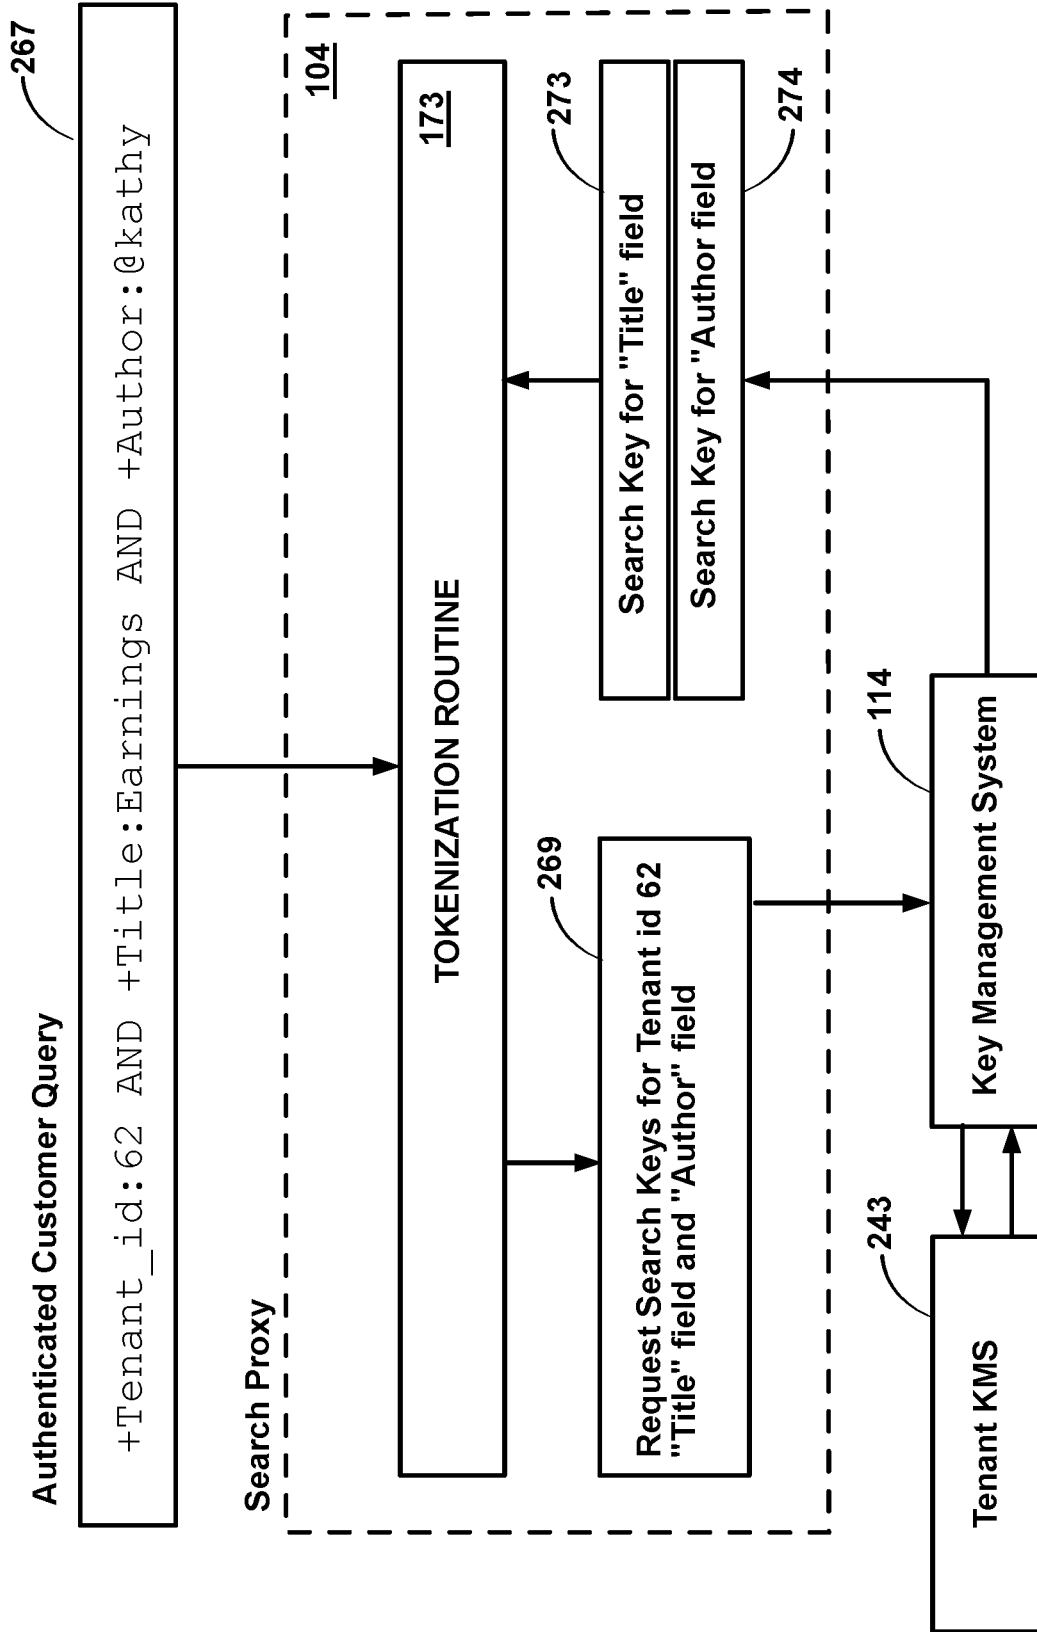 Authenticated Customer Query
267
+Tenant_id:62 AND +Title:Earnings AND +Author:@kathy
Search Proxy
104
173
TOKENIZATION ROUTINE
269
Request Search Keys for Tenant id 62
"Title" field and "Author" field
273
Search Key for "Title" field
Search Key for "Author field
274
243
Tenant KMS
114
Key Management System